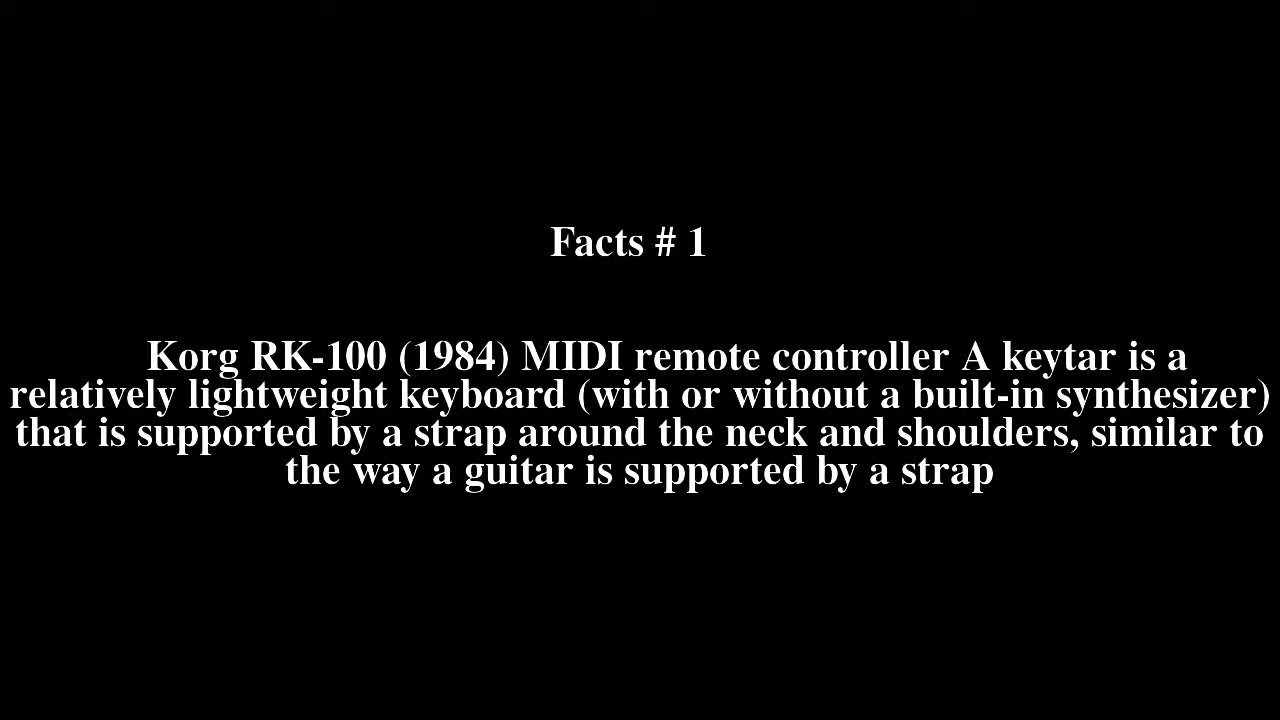 Facts # 1
Korg RK-100 (1984) MIDI remote controller A keytar is a
relatively lightweight keyboard (with or without a built-in synthesizer)
that is supported by a strap around the neck and shoulders, similar to
the way a guitar is supported by a strap